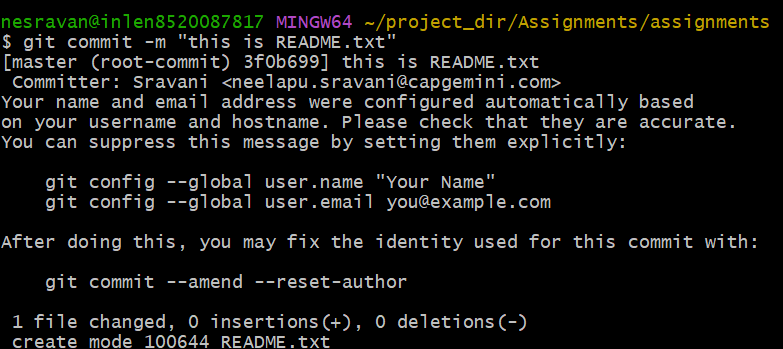 nesravan@inlen8520087817 MINGW64 ~/project_dir/Assignments/assignments
$ git commit -m "this is README.txt"
[master (root-commit) 3f0b699] this is README.txt
 Committer: Sravani <neelapu.sravani@capgemini.com>
Your name and email address were configured automatically based
on your username and hostname. Please check that they are accurate.
You can suppress this message by setting them explicitly:

    git config --global user.name "Your Name"
    git config --global user.email you@example.com

After doing this, you may fix the identity used for this commit with:

    git commit --amend --reset-author

 1 file changed, 0 insertions(+), 0 deletions(-)
 create mode 100644 README.txt